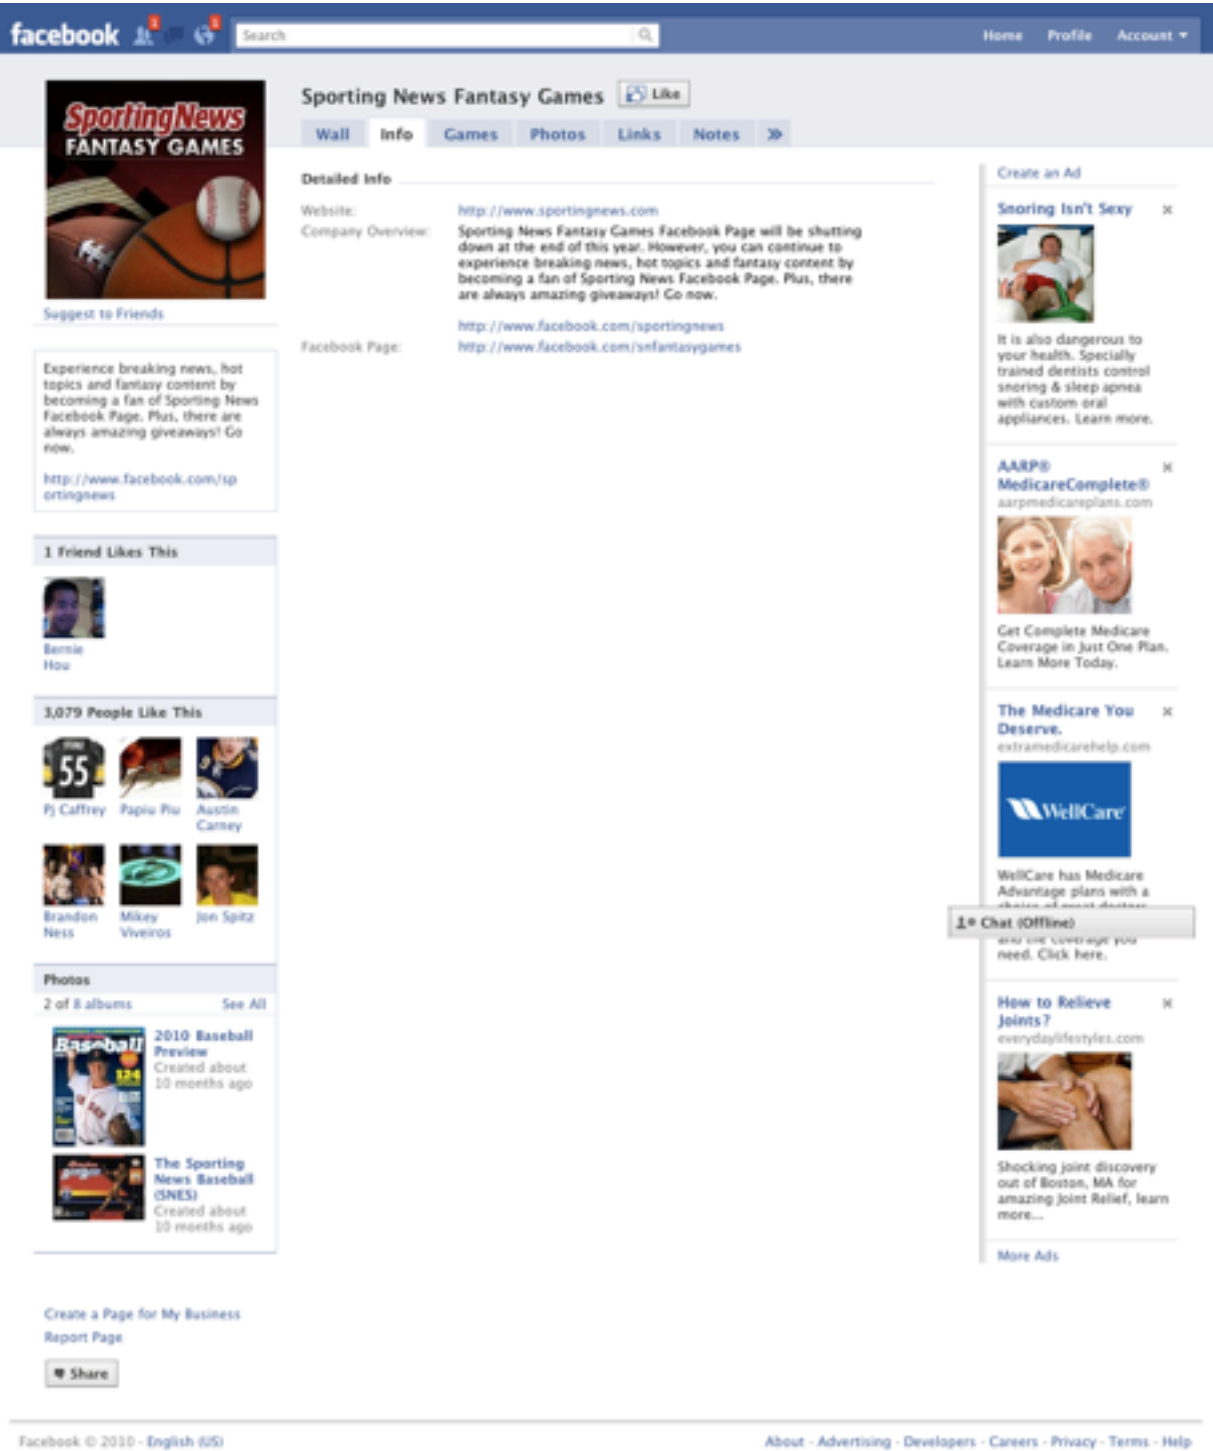 facebook
1
1
Search
Home Profile Account
SportingNews
FANTASY GAMES
Suggest to Friends
Experience breaking news, hot
topics and fantasy content by
becoming a fan of Sporting News
Facebook Page. Plus, there are
always amazing giveaways! Go
now.
http://www.facebook.com/sp
ortingnews
1 Friend Likes This
Bernie
Hou
3,079 People Like This
55
Pj Caffrey Papiu Piu Austin
Carney
Brandon Mikey Jon Spitz
Ness Viveiros
Photos
2 of 8 albums See All
Baseball
124
2010 Baseball
Preview
Created about
10 months ago
The Sporting
News Baseball
(SNES)
Created about
10 months ago
Create a Page for My Business
Report Page
Share
Sporting News Fantasy Games Like
Wall Info Games Photos Links Notes »
Detailed Info
Website: http://www.sportingnews.com
Company Overview: Sporting News Fantasy Games Facebook Page will be shutting
down at the end of this year. However, you can continue to
experience breaking news, hot topics and fantasy content by
becoming a fan of Sporting News Facebook Page. Plus, there
are always amazing giveaways! Go now.
http://www.facebook.com/sportingnews
Facebook Page: http://www.facebook.com/snfantasygames
Create an Ad
Snoring Isn't Sexy
It is also dangerous to
your health. Specially
trained dentists control
snoring & sleep apnea
with custom oral
appliances. Learn more.
AARP®
MedicareComplete®
aarpmedicareplans.com
Get Complete Medicare
Coverage in Just One Plan.
Learn More Today.
The Medicare You
Deserve.
extramedicarehelp.com
WellCare
WellCare has Medicare
Advantage plans with a
choice of great doctors
Chat (Offline)
and the coverage you
need. Click here.
How to Relieve
Joints?
everydaylifestyles.com
Shocking joint discovery
out of Boston, MA for
amazing Joint Relief, learn
more...
More Ads
Facebook © 2010 · English (US)
About · Advertising · Developers · Careers · Privacy · Terms · Help